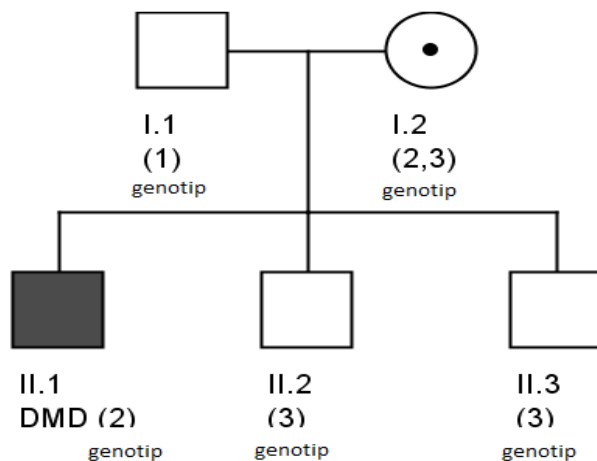 I.1
(1)
genotip
I.2
(2,3)
genotip
II.1
DMD (2)
genotip
II.2
(3)
genotip
II.3
(3)
genotip